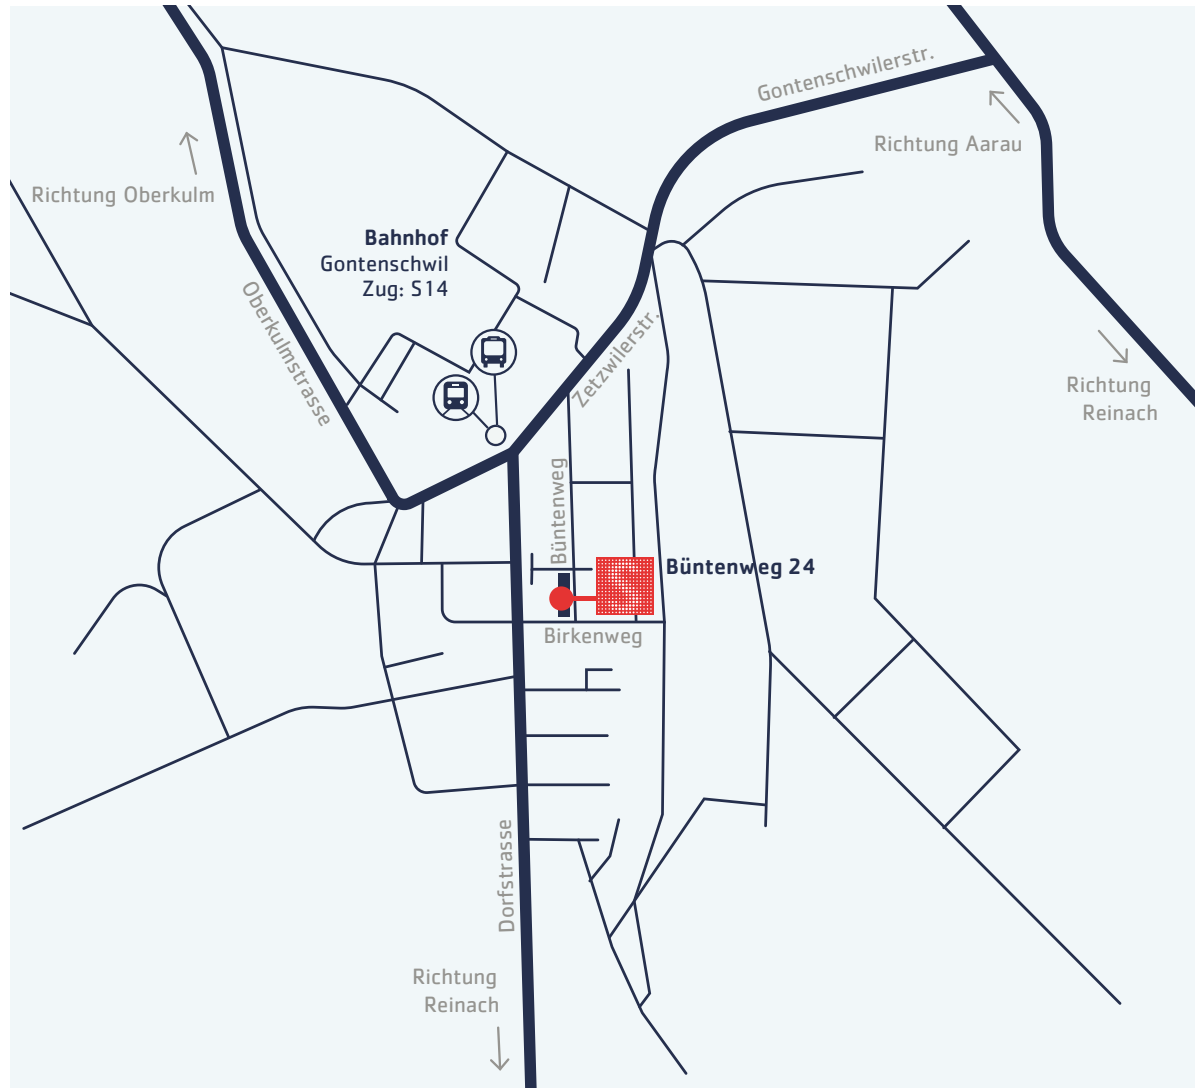 Gontenschwilerstr.
Richtung Aarau
Richtung Oberkulm
Bahnhof
Gontenschwil
Zug: S14
Oberkulmstrasse
Zetzwilerstr.
Richtung
Reinach
Büntenweg
Büntenweg 24
S
Birkenweg
Dorfstrasse
Richtung
Reinach